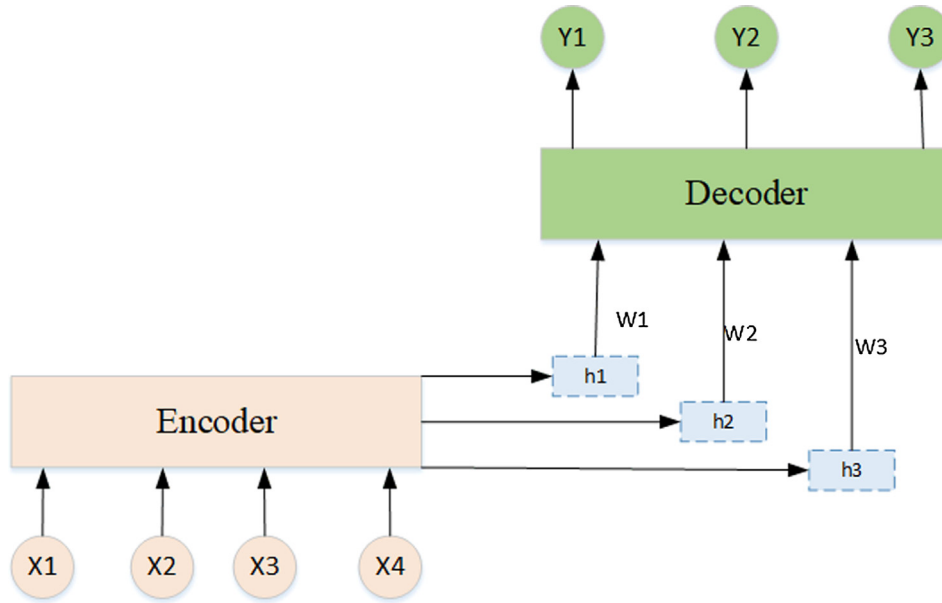 Y1 Y2 Y3
Decoder
W1
W2
W3
h1
Encoder
h2
h3
X1 X2 X3 X4